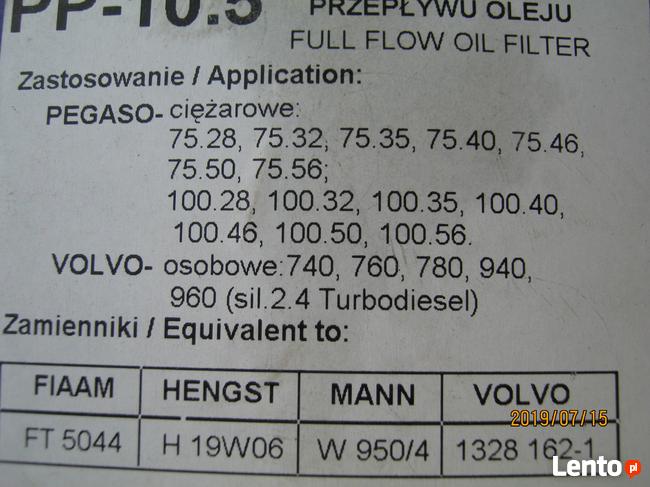 PP-10.5
PRZEPŁYWU OLEJU
FULL FLOW OIL FILTER
Zastosowanie / Application:
PEGASO- ciężarowe:
75.28, 75.32, 75.35, 75.40, 75.46,
75.50, 75.56;
100.28, 100.32, 100.35, 100.40,
100.46, 100.50, 100.56.
VOLVO- osobowe:740, 760, 780, 940,
960 (sil.2.4 Turbodiesel)
Zamienniki / Equivalent to:
FIAAM HENGST MANN VOLVO
FT 5044 H 19W06 W 950/4 1328 162-1
2019/07/15
Lento.pl